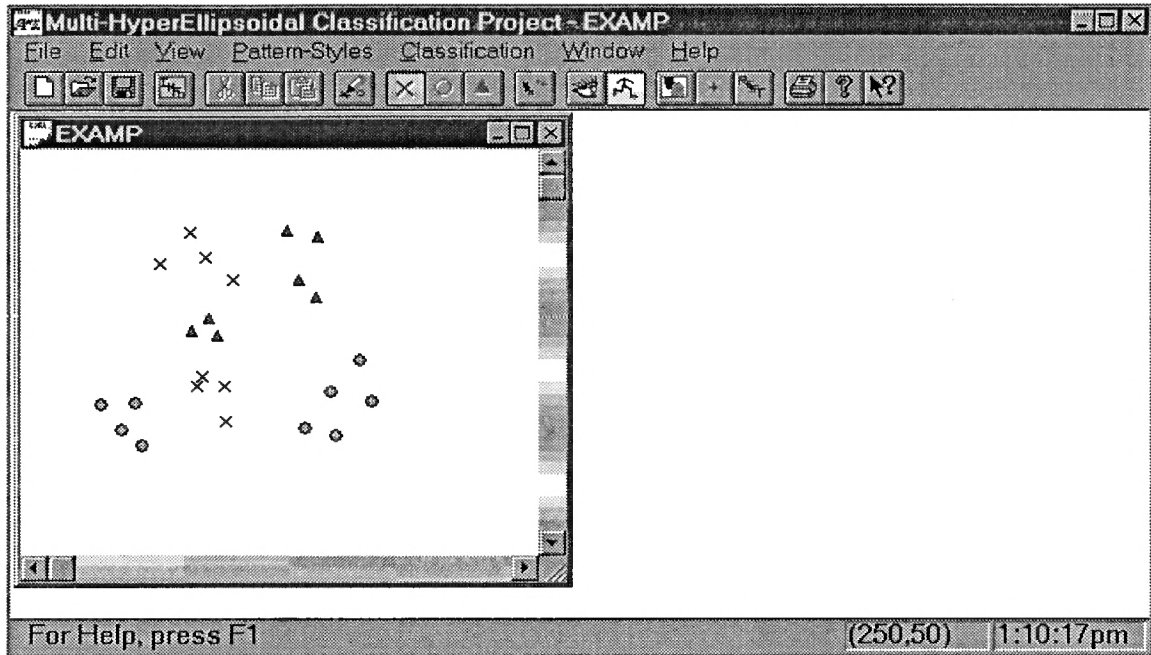 Multi-HyperEllipsoidal Classification Project - EXAMP
File Edit View Pattern-Styles Classification Window Help
EXAMP
For Help, press F1 (250,50) 1:10:17pm